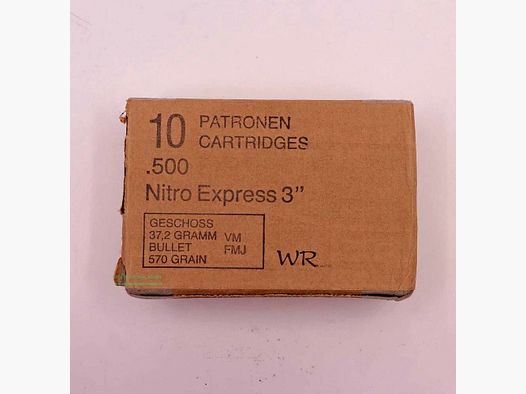 10 PATRONEN
CARTRIDGES
.500
Nitro Express 3”
GESCHOSS
37,2 GRAMM VM
BULLET FMJ
570 GRAIN
WR